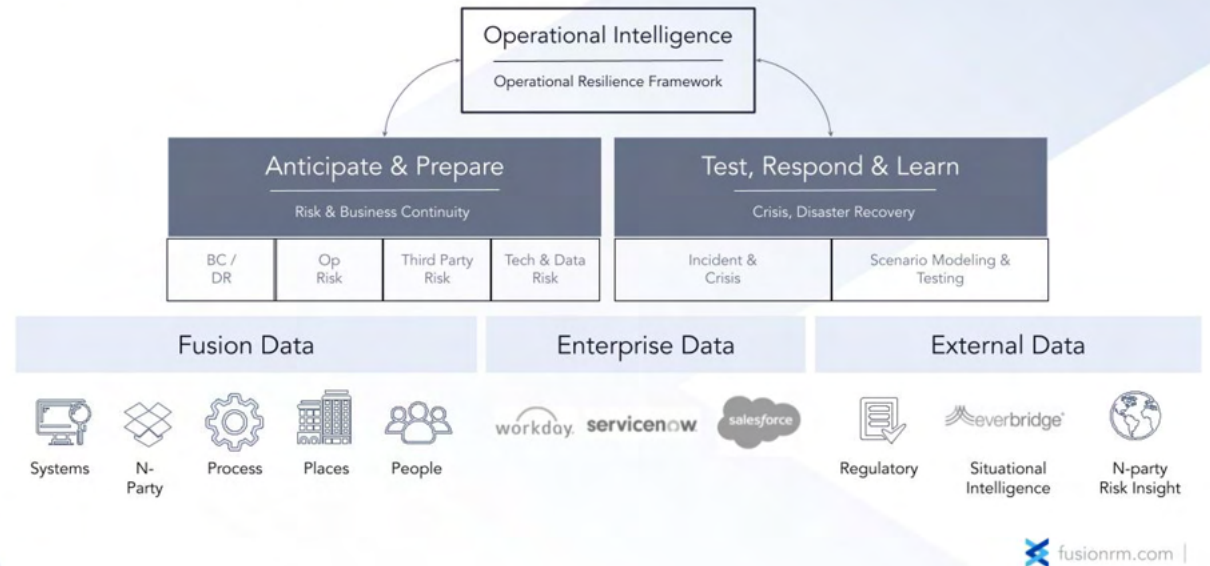 Operational Intelligence
Operational Resilience Framework
Anticipate & Prepare
Risk & Business Continuity
Test, Respond & Learn
Crisis, Disaster Recovery
BC /
DR
Op
Risk
Third Party
Risk
Tech & Data
Risk
Incident &
Crisis
Scenario Modeling &
Testing
Fusion Data
Enterprise Data
External Data
workday.
servicenow
salesforce
everbridge
Systems
N-
Party
Process
Places
People
Regulatory
Situational
Intelligence
N-party
Risk Insight
fusionrm.com |